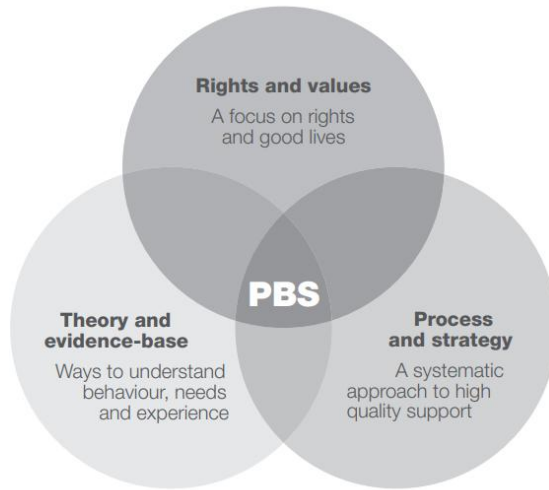 Rights and values
A focus on rights
and good lives
PBS
Theory and
evidence-base
Ways to understand
behaviour, needs
and experience
Process
and strategy
A systematic
approach to high
quality support